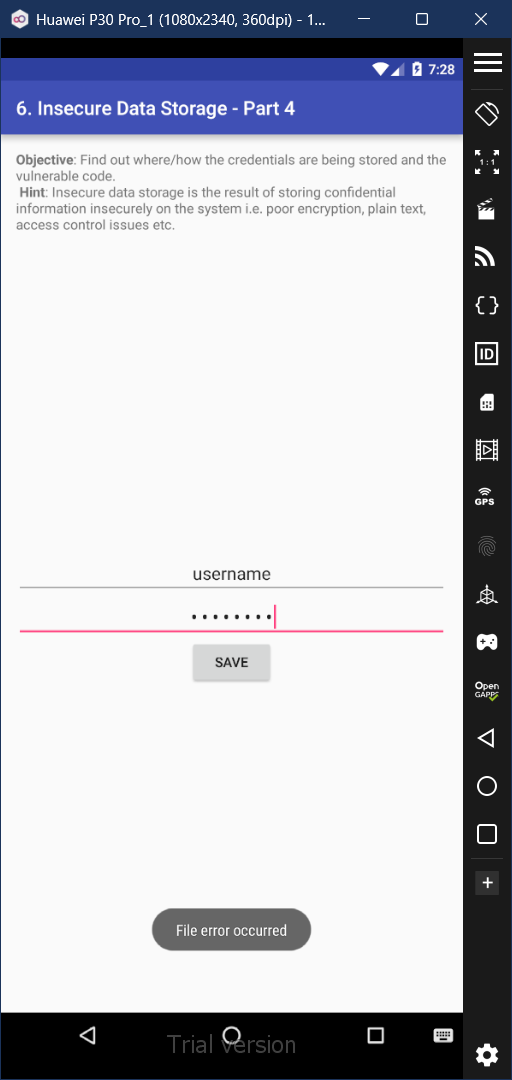 Huawei P30 Pro_1 (1080x2340, 360dpi) - 1...
7:28
6. Insecure Data Storage - Part 4
Objective: Find out where/how the credentials are being stored and the
vulnerable code.
Hint: Insecure data storage is the result of storing confidential
information insecurely on the system i.e. poor encryption, plain text,
access control issues etc.
1:1
ID
GPS
username
••••••••
SAVE
Open
GAPPS
File error occurred
Trial version